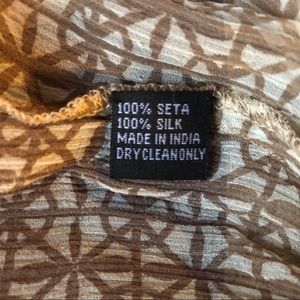 100% SETA
100% SILK
MADE IN INDIA
DRYCLEANONLY